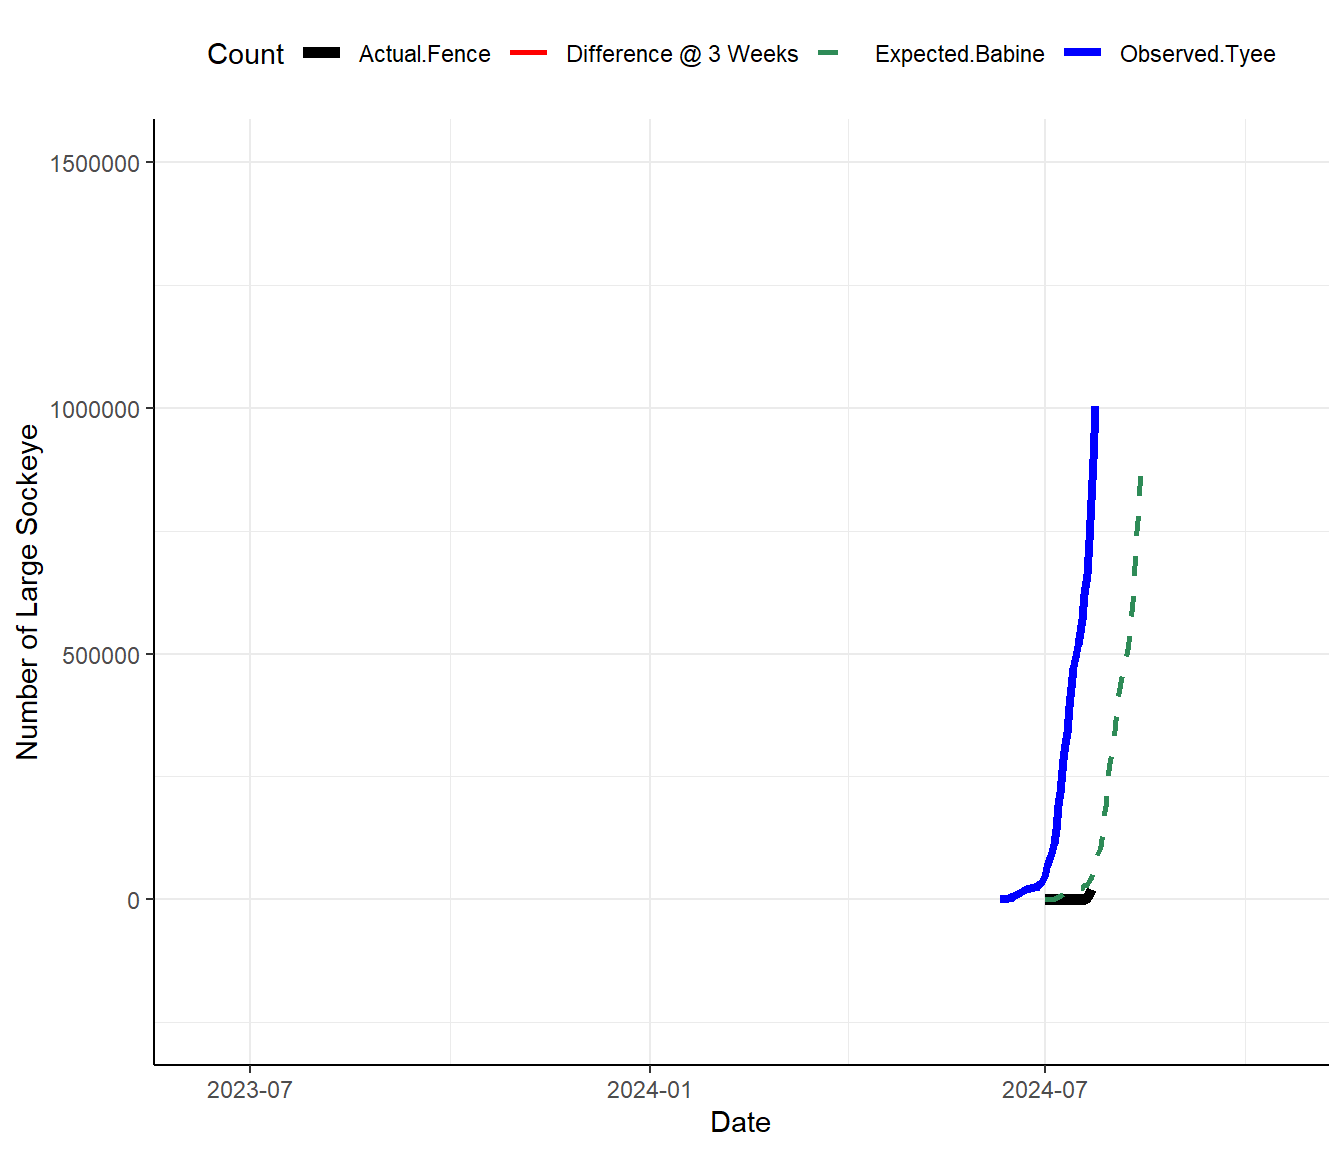 Count Actual.Fence Difference @ 3 Weeks Expected.Babine Observed.Tyee
1500000
1000000
500000
0
Number of Large Sockeye
2023-07 2024-01 2024-07
Date